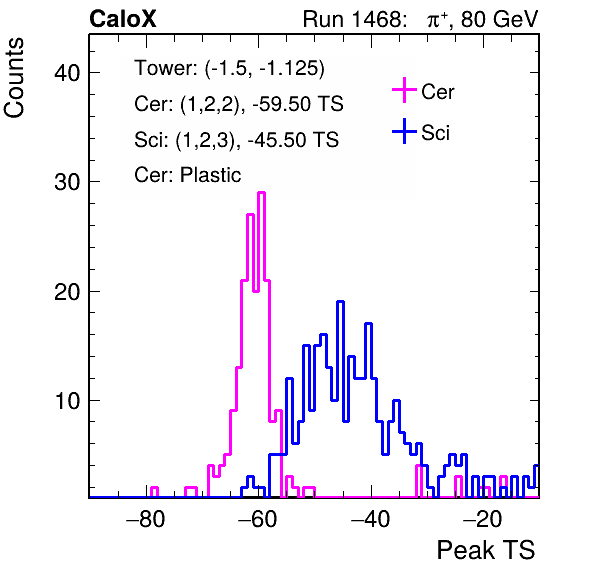 CaloX Run 1468: π+, 80 GeV
Counts
Tower: (-1.5, -1.125)
Cer: (1,2,2), -59.50 TS
Sci: (1,2,3), -45.50 TS
Cer: Plastic
Cer
Sci
40
30
20
10
−80 −60 −40 −20
Peak TS